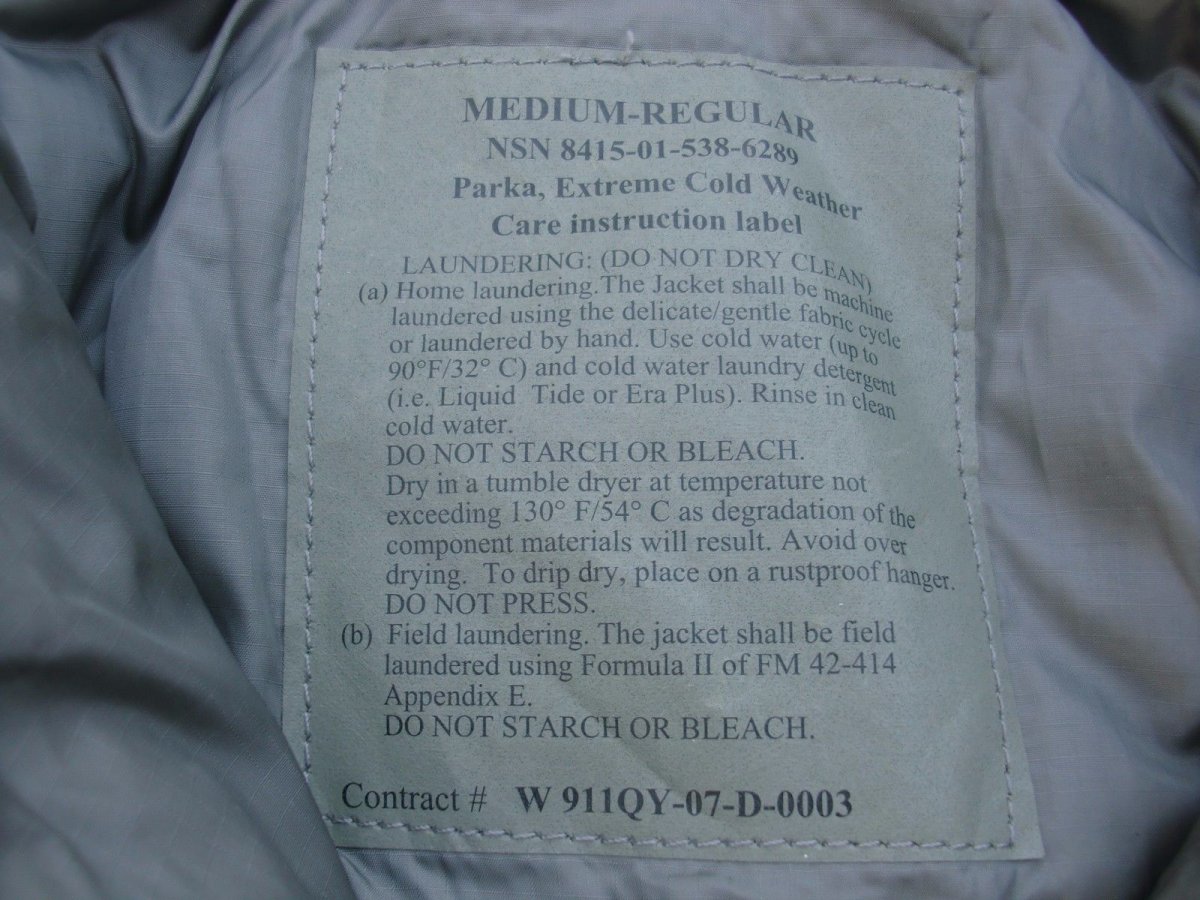 MEDIUM-REGULAR
NSN 8415-01-538-6289
Parka, Extreme Cold Weather
Care instruction label
LAUNDERING: (DO NOT DRY CLEAN)
(a) Home laundering.The Jacket shall be machine
laundered using the delicate/gentle fabric cycle
or laundered by hand. Use cold water (up to
90°F/32° C) and cold water laundry detergent
(i.e. Liquid Tide or Era Plus). Rinse in clean
cold water.
DO NOT STARCH OR BLEACH.
Dry in a tumble dryer at temperature not
exceeding 130° F/54° C as degradation of the
component materials will result. Avoid over
drying. To drip dry, place on a rustproof hanger.
DO NOT PRESS.
(b) Field laundering. The jacket shall be field
laundered using Formula II of FM 42-414
Appendix E.
DO NOT STARCH OR BLEACH.
Contract # W 911QY-07-D-0003